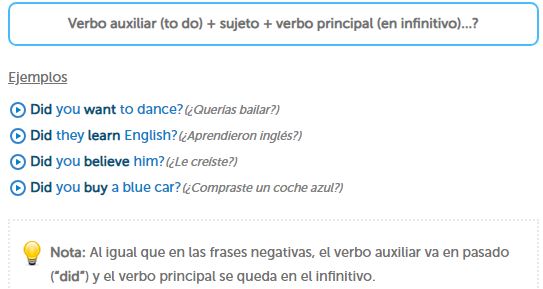 Verbo auxiliar (to do) + sujeto + verbo principal (en infinitivo)...?
Ejemplos
Did you want to dance? (¿Querías bailar?)
Did they learn English? (¿Aprendieron inglés?)
Did you believe him? (¿Le creíste?)
Did you buy a blue car? (¿Compraste un coche azul?)
Nota: Al igual que en las frases negativas, el verbo auxiliar va en pasado
(“did”) y el verbo principal se queda en el infinitivo.